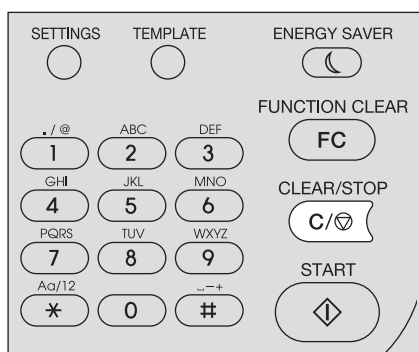 SETTINGS TEMPLATE ENERGY SAVER
FUNCTION CLEAR
./@ ABC DEF
1 2 3 FC
GHI JKL MNO
4 5 6
CLEAR/STOP
C/
PQRS TUV WXYZ
7 8 9
START
Aa/12 ⎵−+
* 0 #